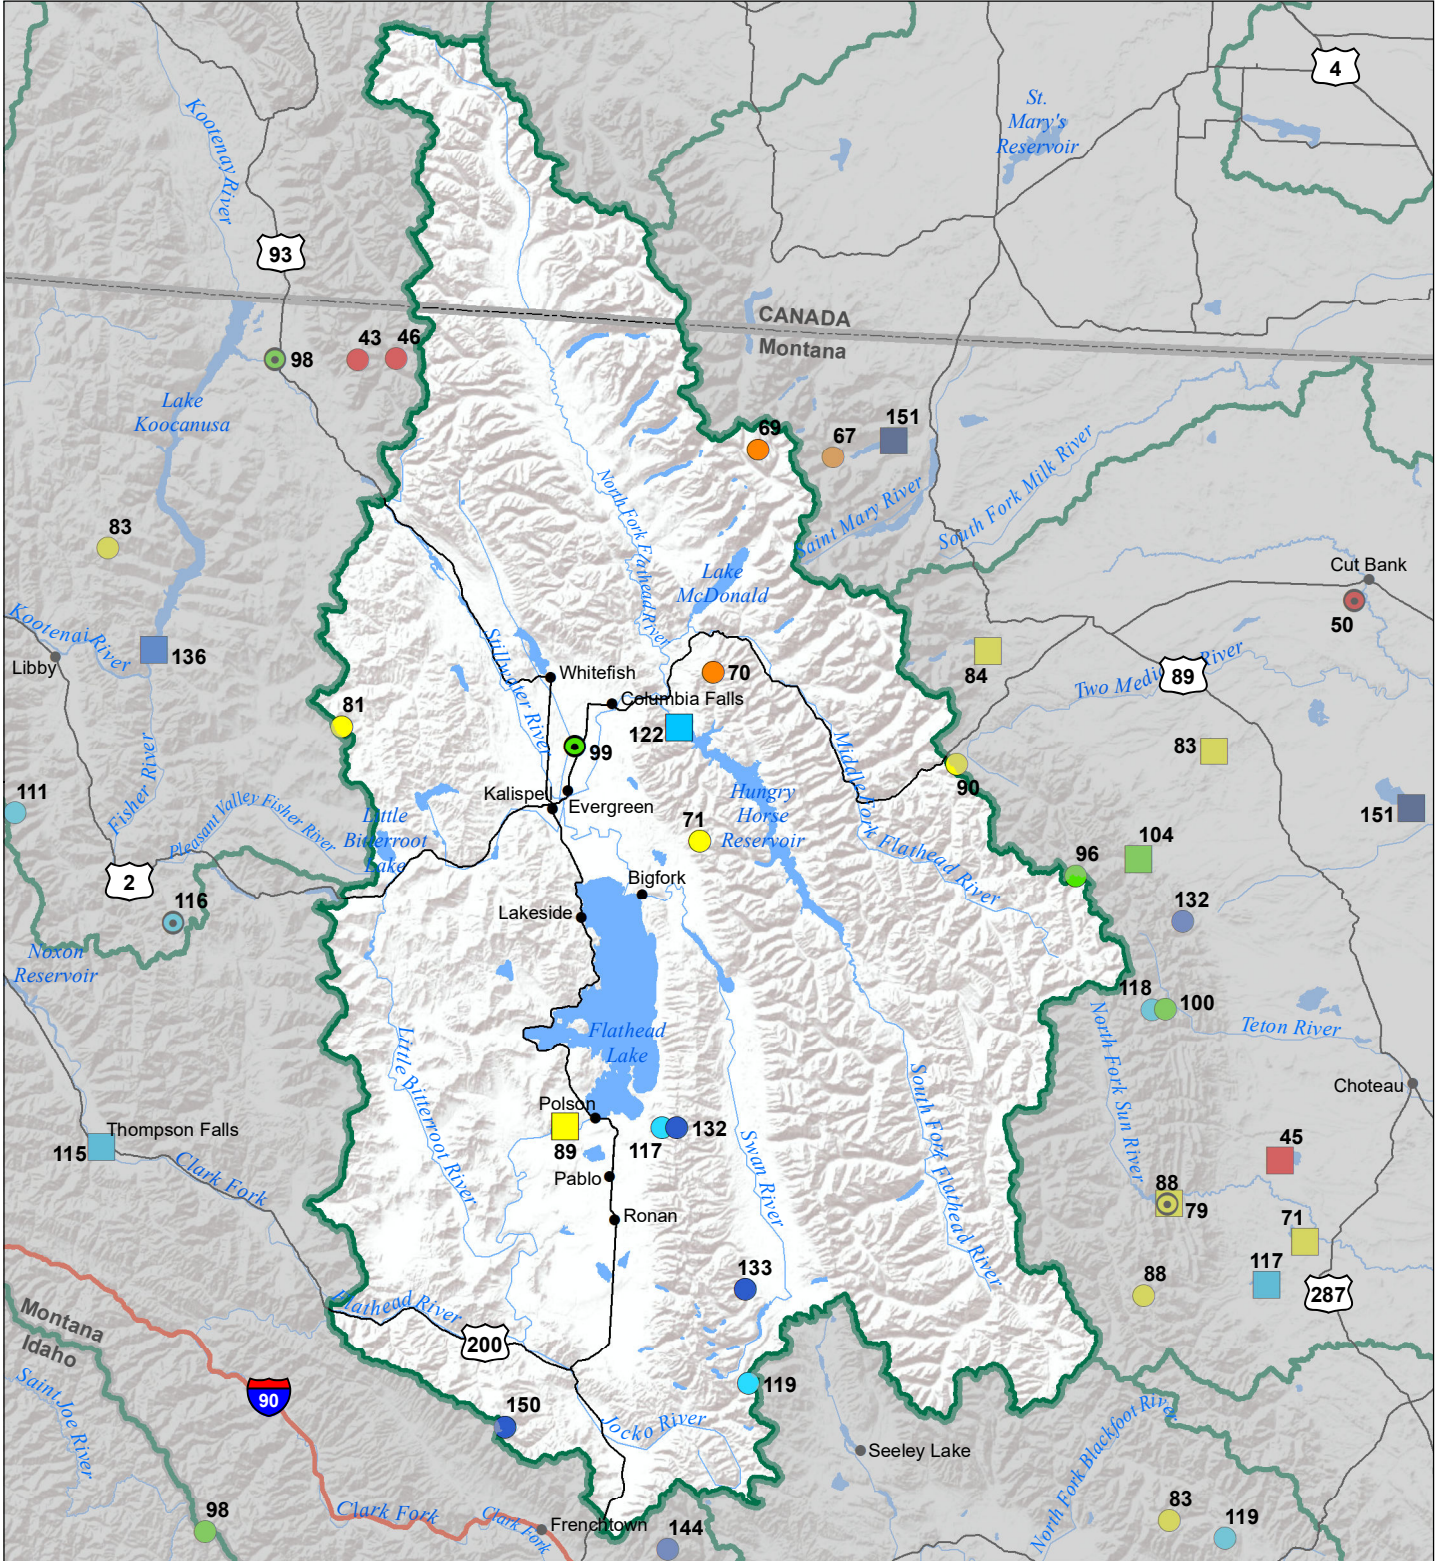 4
St.
Mary's
Reservoir
Kootenay River
93
CANADA
Montana
98
43
46
Lake
Koocanusa
69
67
151
North Fork Flathead River
Saint Mary River
South Fork Milk River
83
Lake
McDonald
Cut Bank
50
Kootenai River
Libby
136
Stillwater River
Whitefish
70
84
Two Medi
River
89
81
Columbia Falls
122
99
83
Middle Fork Flathead River
90
111
Fisher River
Pleasant Valley Fisher River
Little
Bitterroot
Lake
Kalispell
Evergreen
71
Hungry
Horse
Reservoir
151
104
96
2
116
Bigfork
Lakeside
132
Noxon
Reservoir
118
100
Teton River
Flathead
Lake
Little Bitterroot River
North Fork Sun River
South Fork Flathead River
Choteau
Polson
89
117
132
Thompson Falls
115
Clark Fork
Swan River
45
Pablo
88
79
Ronan
71
133
88
117
287
Flathead River
200
Montana
Idaho
Saint Joe River
90
119
150
Jocko River
Seeley Lake
North Fork Blackfoot River
98
Clark Fork
Clark Fork
Frenchtown
144
83
119